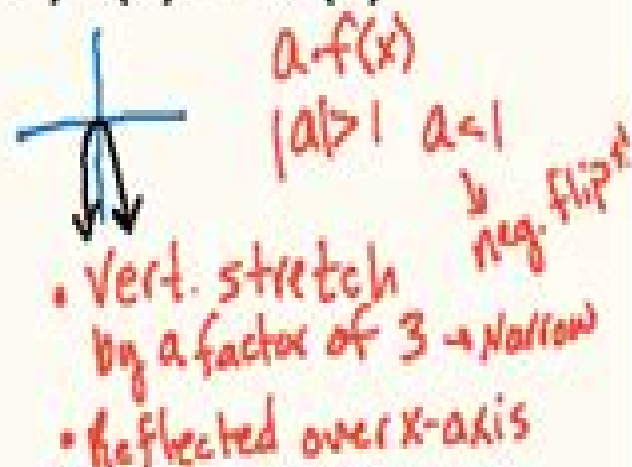 a·f(x)
|a|>1 a<1
neg. flip
• Vert. stretch
by a factor of 3 → Narrow
• Reflected over x-axis